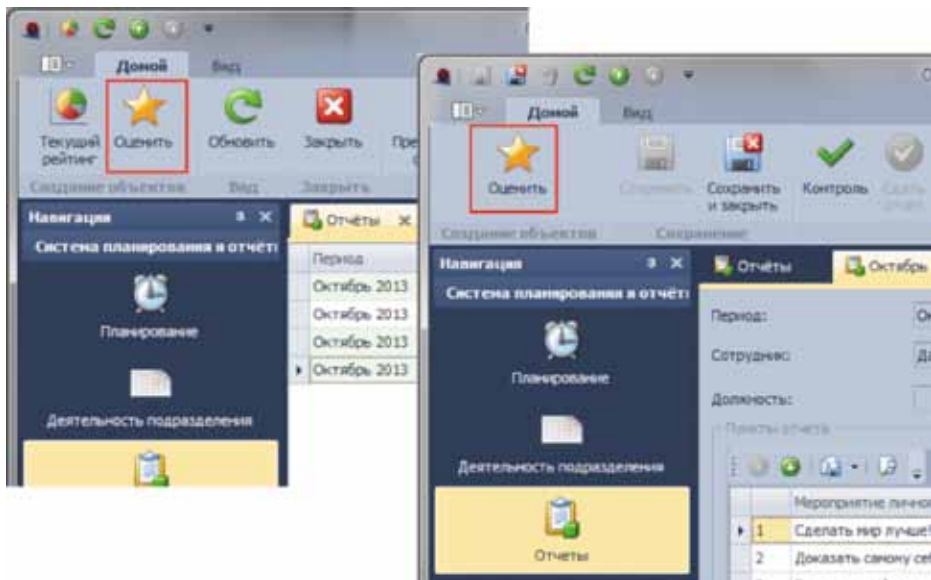 Домой
Вид
Текущий рейтинг
Оценить
Обновить
Закрыть
Создание объектов
Вид
Закрыть
Навигация
Система планирования и
Планирование
Деятельность подразделения
Отчёты
Период
Октябрь 2013
Октябрь 2013
Октябрь 2013
Октябрь 2013
Домой
Вид
Оценить
Сохранить
Сохранить
и закрыть
Контроль
Сдать
отчёт
Создание объектов
Сохранение
Навигация
Система планирования и
Планирование
Деятельность подразделения
Отчеты
Отчёты
Октябрь
Период:
Сотрудник:
Должность:
Пункты отчета
Мероприятие
1
Сделать мир лучше!
2
Доказать самому